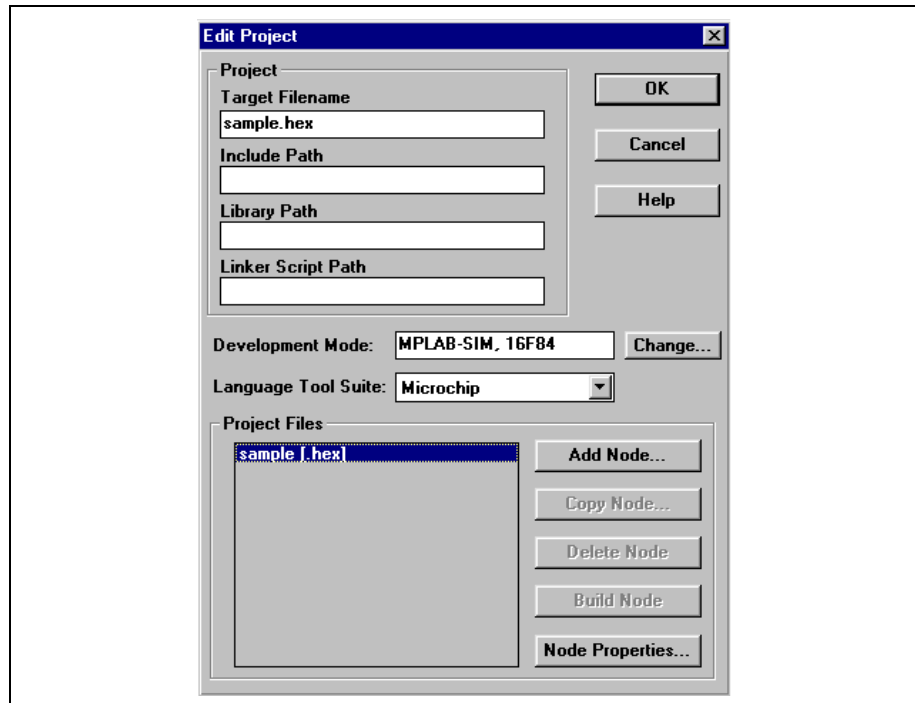 Edit Project
Project
Target Filename
sample.hex
Include Path
Library Path
Linker Script Path
OK
Cancel
Help
Development Mode:
MPLAB-SIM, 16F84
Change...
Language Tool Suite:
Microchip
Project Files
sample [.hex]
Add Node...
Copy Node...
Delete Node
Build Node
Node Properties...